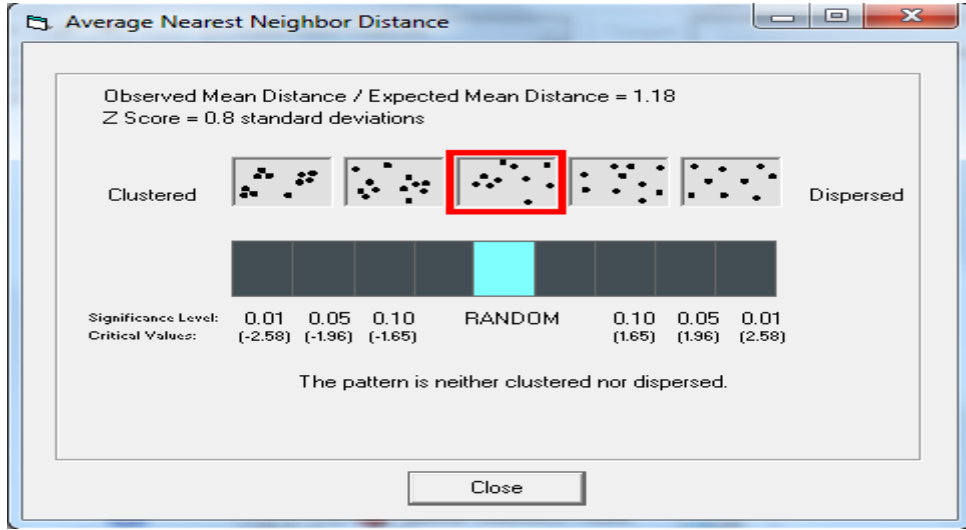 Average Nearest Neighbor Distance
Observed Mean Distance / Expected Mean Distance = 1.18
Z Score = 0.8 standard deviations
Clustered
Dispersed
Significance Level: 0.01 0.05 0.10 RANDOM 0.10 0.05 0.01
Critical Values: (-2.58) (-1.96) (-1.65) (1.65) (1.96) (2.58)
The pattern is neither clustered nor dispersed.
Close